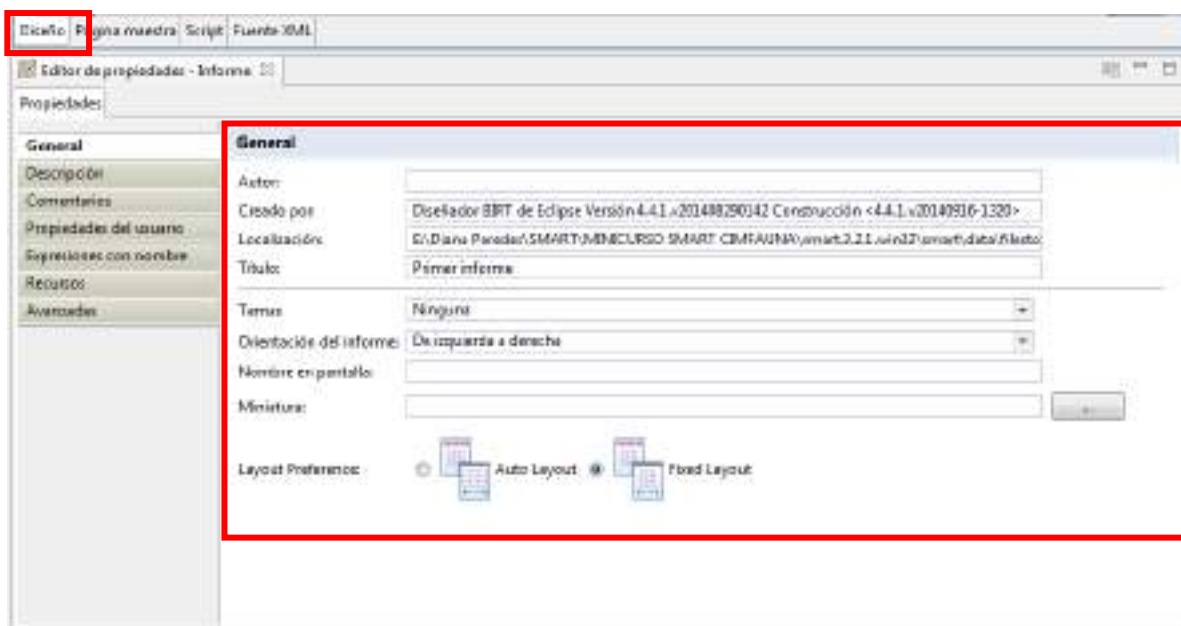 Diseño Página maestra Script Fuente XML
Editor de propiedades - Informe
Propiedades
General
Descripción
Comentarios
Propiedades del usuario
Expresiones con nombre
Recursos
Avanzadas
General
Autor:
Creado por Diseñador BIRT de Eclipse Versión 4.4.1.v201408290142 Construcción <4.4.1.v20140916-1320>
Localización: E:\Diana Paredes\SMART\MINICURSO SMART CIMFAUNA\smart.3.2.1.win32\smart\data\filesto
Título: Primer informe
Temas Ninguna
Orientación del informe: De izquierda a derecha
Nombre en pantalla:
Miniatura: ...
Layout Preference: Auto Layout Fixed Layout